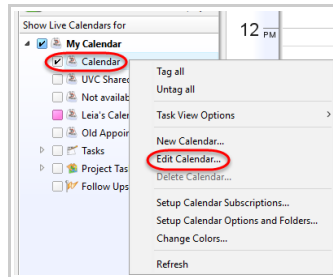 Show Live Calendars for
My Calendar
Calendar
UVC Shared
Not availab
Leia's Caler
Old Appoir
Tasks
Project Tas
Follow Ups
12 PM
Tag all
Untag all
Task View Options
New Calendar...
Edit Calendar...
Delete Calendar...
Setup Calendar Subscriptions...
Setup Calendar Options and Folders...
Change Colors...
Refresh